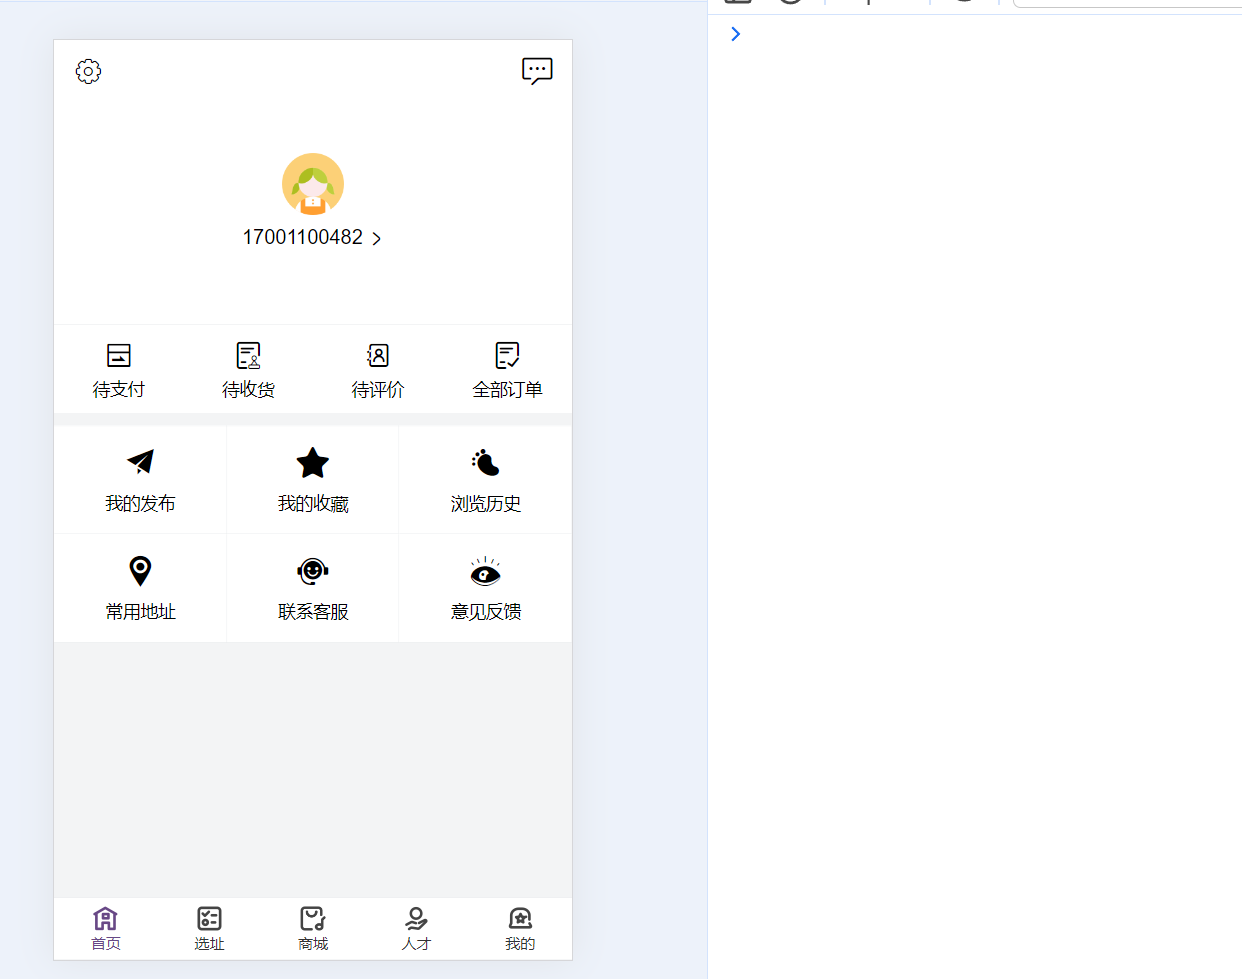 17001100482
待支付 待收货 待评价 全部订单
我的发布 我的收藏 浏览历史
常用地址 联系客服 意见反馈
首页 选址 商城 人才 我的